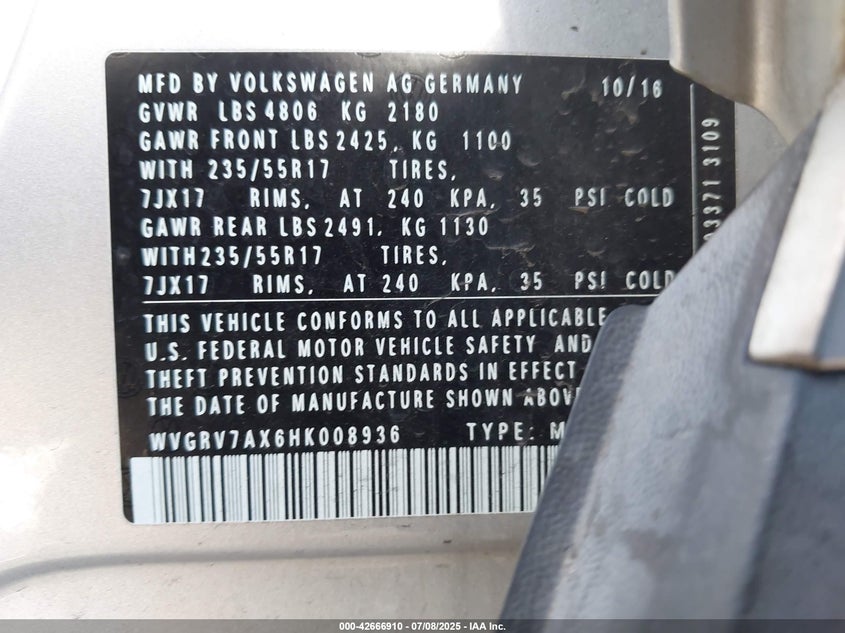 MFD BY VOLKSWAGEN AG GERMANY 10/16
GVWR LBS 4806 KG 2180
GAWR FRONT LBS 2425, KG 1100
WITH 235/55R17 TIRES,
7JX17 RIMS, AT 240 KPA, 35 PSI COLD
GAWR REAR LBS 2491, KG 1130
WITH 235/55R17 TIRES,
7JX17 RIMS, AT 240 KPA, 35 PSI COLD
THIS VEHICLE CONFORMS TO ALL APPLICABLE
U.S. FEDERAL MOTOR VEHICLE SAFETY AND
THEFT PREVENTION STANDARDS IN EFFECT
THE DATE OF MANUFACTURE SHOWN ABOVE
WVGRV7AX6HK008936 TYPE: M
3371 3109
000-42666910 / 07/08/2025 - IAA Inc.